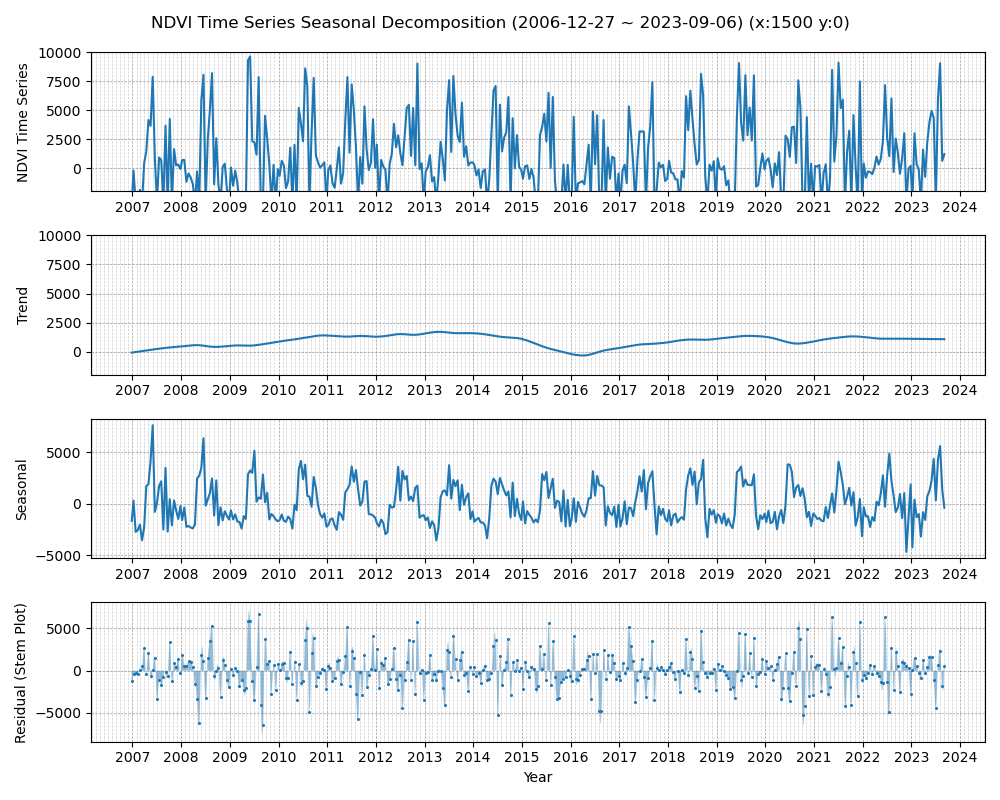 NDVI Time Series Seasonal Decomposition (2006-12-27 ~ 2023-09-06) (x:1500 y:0)
NDVI Time Series
10000
7500
5000
2500
0
2007 2008 2009 2010 2011 2012 2013 2014 2015 2016 2017 2018 2019 2020 2021 2022 2023 2024
Trend
10000
7500
5000
2500
0
2007 2008 2009 2010 2011 2012 2013 2014 2015 2016 2017 2018 2019 2020 2021 2022 2023 2024
Seasonal
5000
0
−5000
2007 2008 2009 2010 2011 2012 2013 2014 2015 2016 2017 2018 2019 2020 2021 2022 2023 2024
Residual (Stem Plot)
5000
0
−5000
2007 2008 2009 2010 2011 2012 2013 2014 2015 2016 2017 2018 2019 2020 2021 2022 2023 2024
Year